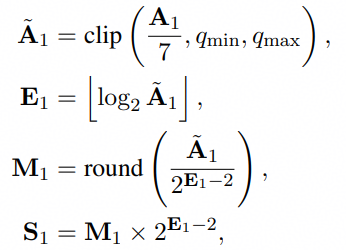 Ã₁ = clip ( A₁ / 7 , q_min, q_max ) ,
E₁ = ⌊ log₂ Ã₁ ⌋ ,
M₁ = round ( Ã₁ / 2^{E₁−2} ) ,
S₁ = M₁ × 2^{E₁−2},